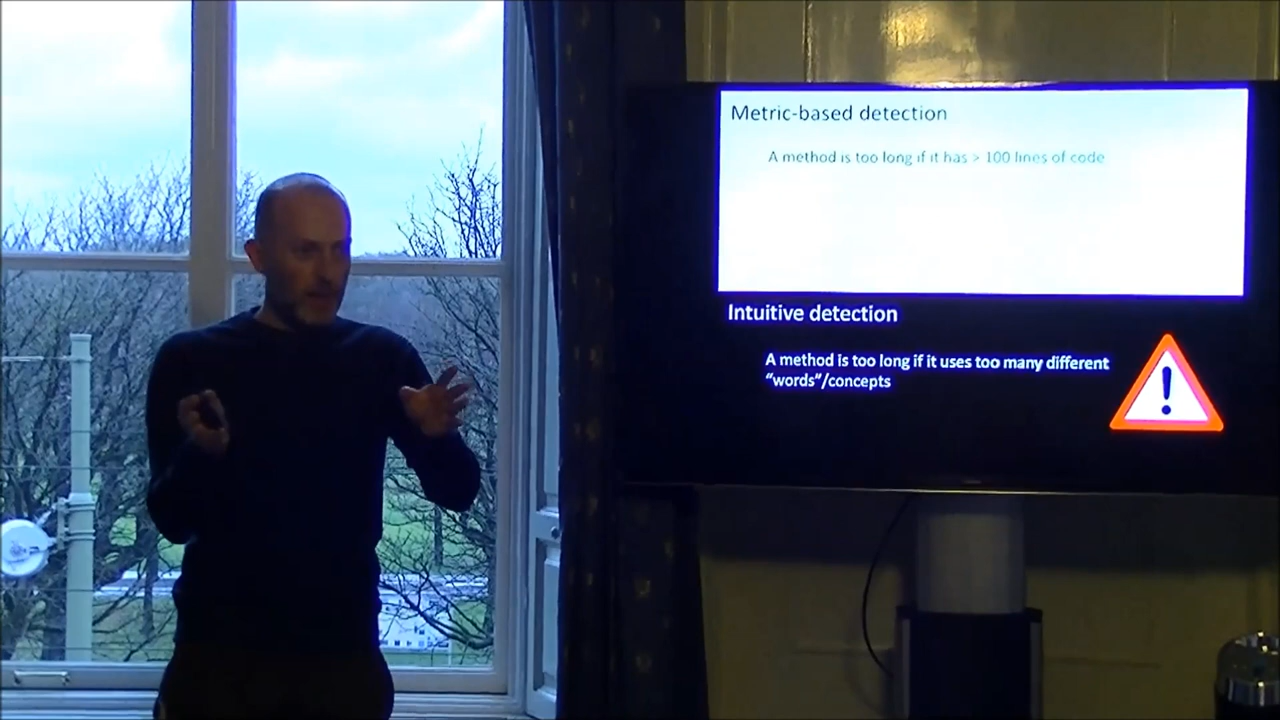 Metric-based detection
A method is too long if it has > 100 lines of code
Intuitive detection
A method is too long if it uses too many different
“words”/concepts
!